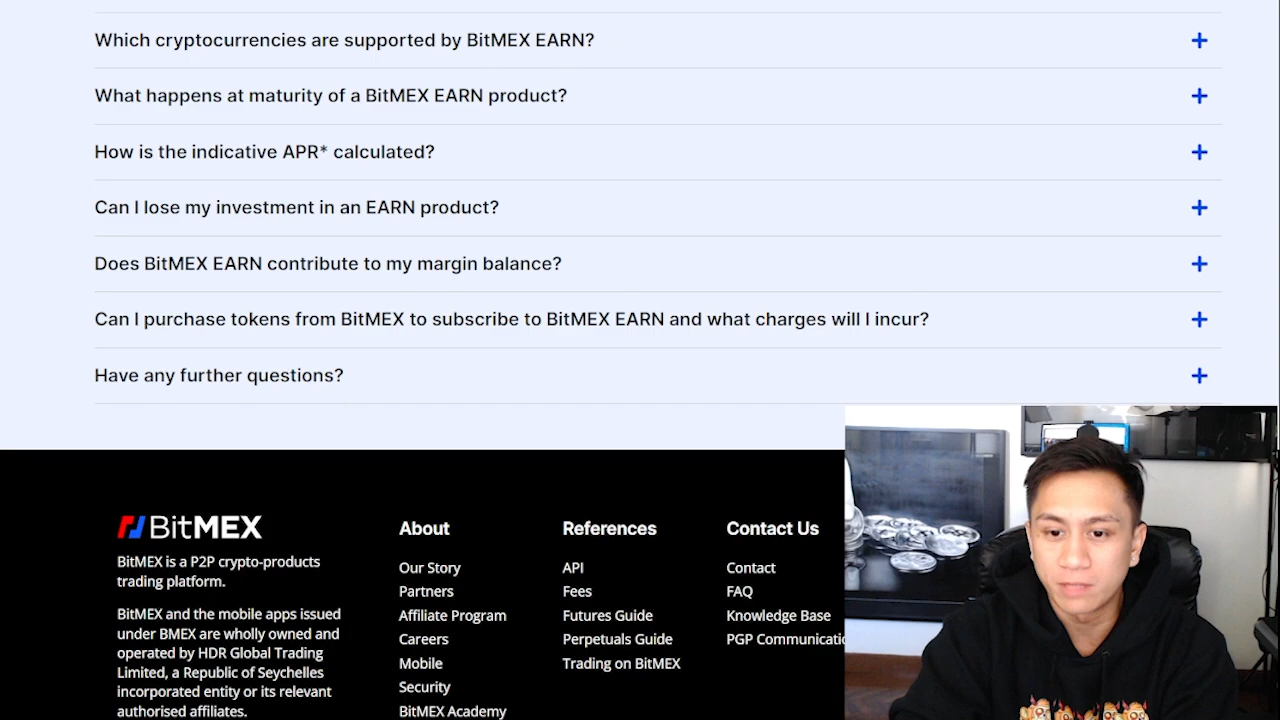 Which cryptocurrencies are supported by BitMEX EARN?
What happens at maturity of a BitMEX EARN product?
How is the indicative APR* calculated?
Can I lose my investment in an EARN product?
Does BitMEX EARN contribute to my margin balance?
Can I purchase tokens from BitMEX to subscribe to BitMEX EARN and what charges will I incur?
Have any further questions?
BitMEX
BitMEX is a P2P crypto-products
trading platform.
BitMEX and the mobile apps issued
under BMEX are wholly owned and
operated by HDR Global Trading
Limited, a Republic of Seychelles
incorporated entity or its relevant
authorised affiliates.
About
Our Story
Partners
Affiliate Program
Careers
Mobile
Security
BitMEX Academy
References
API
Fees
Futures Guide
Perpetuals Guide
Trading on BitMEX
Contact Us
Contact
FAQ
Knowledge Base
PGP Communicatio